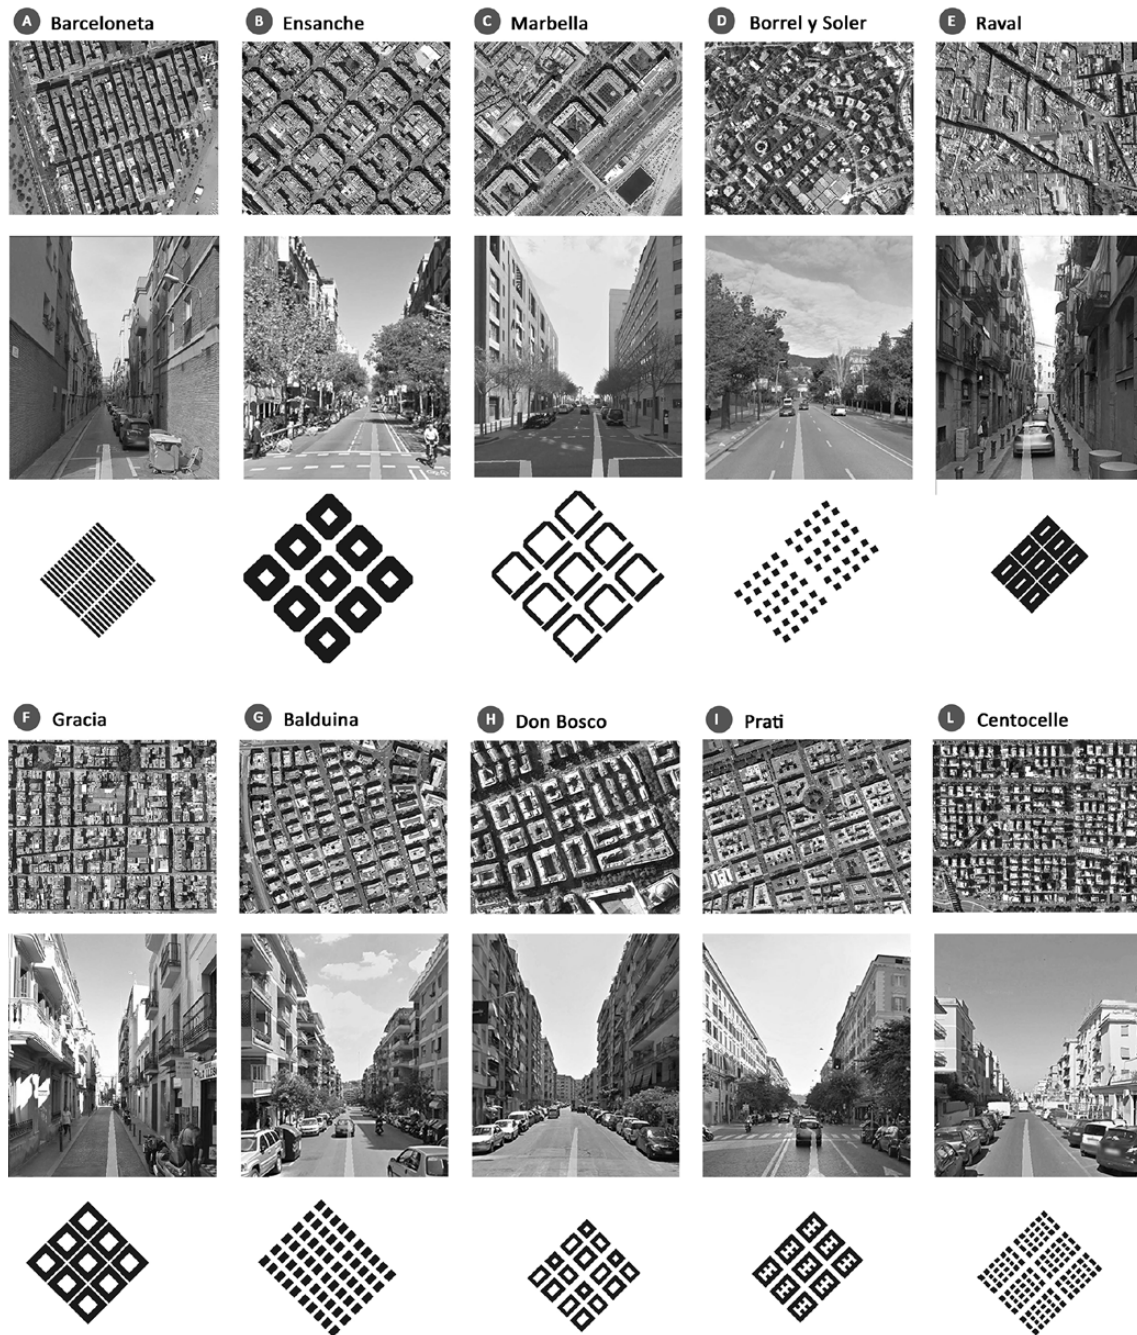 A Barceloneta
B Ensanche
C Marbella
D Borrel y Soler
E Raval
F Gracia
G Balduina
H Don Bosco
I Prati
L Centocelle